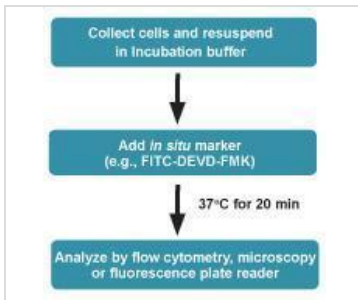 Collect cells and resuspend
in Incubation buffer
Add in situ marker
(e.g., FITC-DEVD-FMK)
37°C for 20 min
Analyze by flow cytometry, microscopy
or fluorescence plate reader